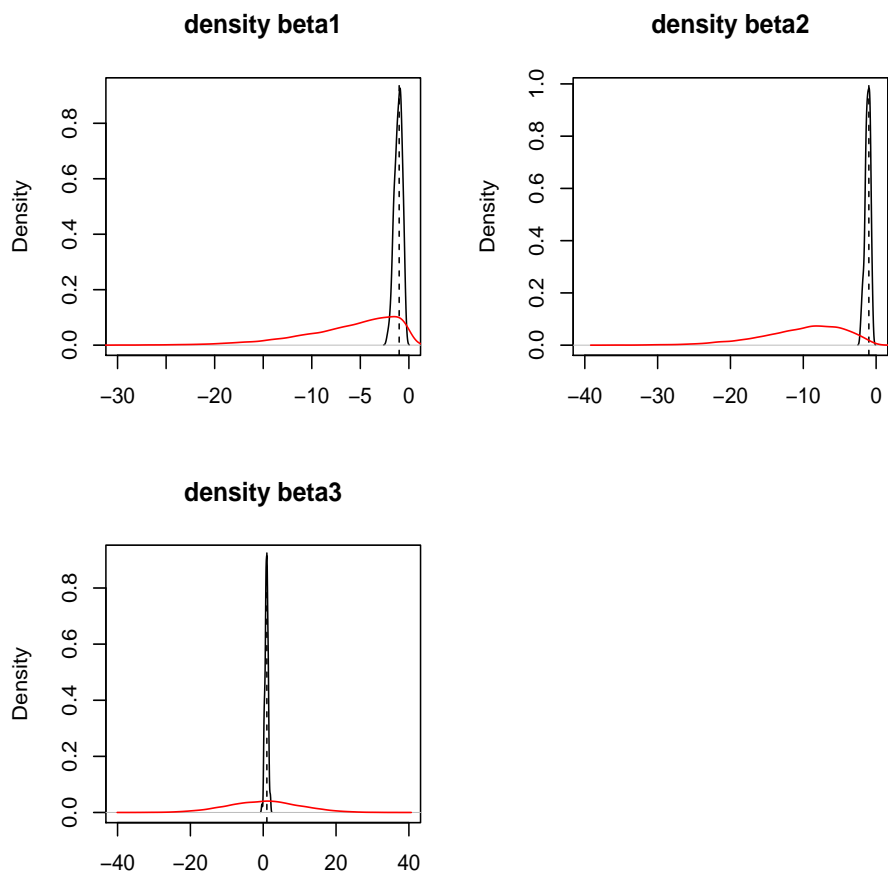 density beta1
Density
0.0 0.2 0.4 0.6 0.8
−30 −20 −10 −5 0
density beta2
Density
0.0 0.2 0.4 0.6 0.8 1.0
−40 −30 −20 −10 0
density beta3
Density
0.0 0.2 0.4 0.6 0.8
−40 −20 0 20 40